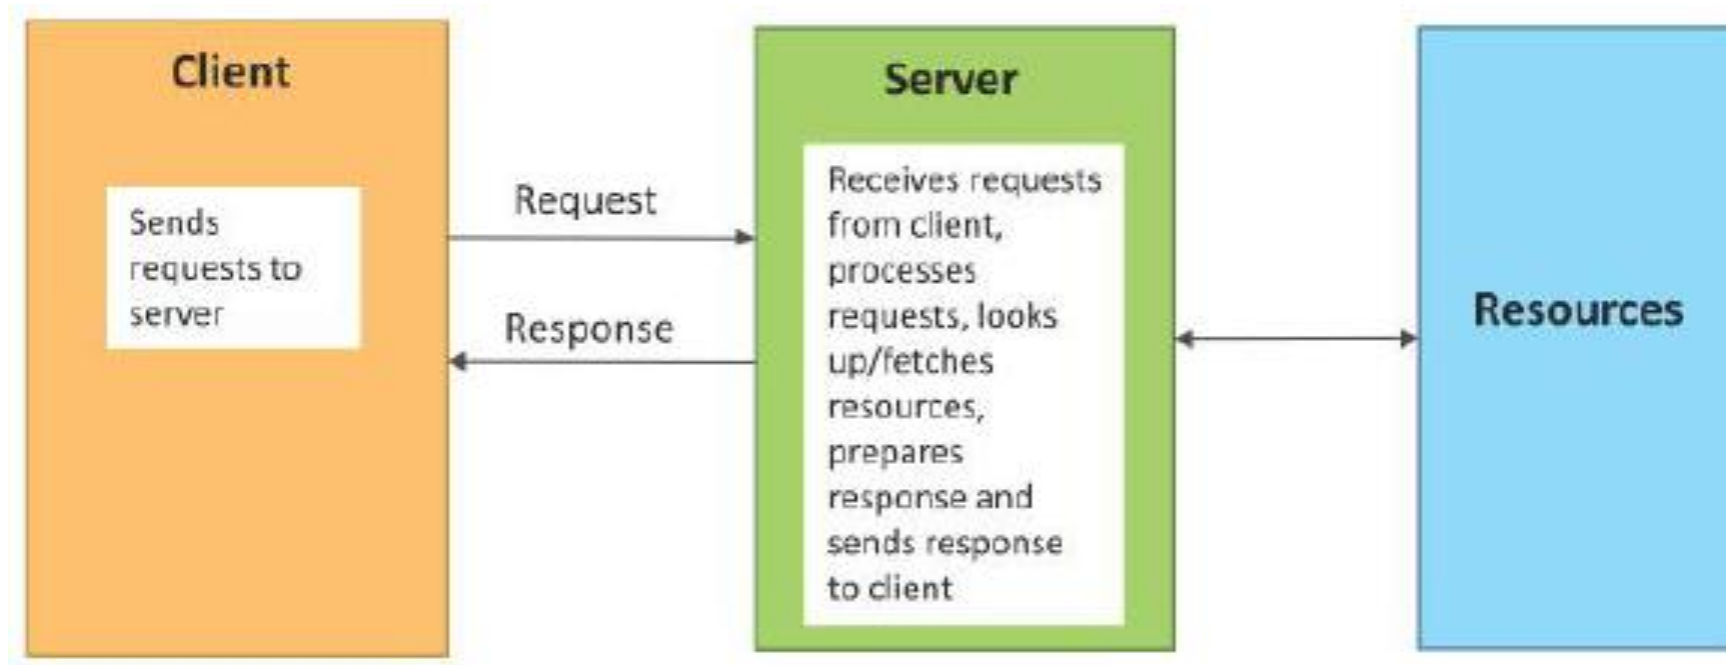 Client
Sends
requests to
server
Request
Response
Server
Receives requests
from client,
processes
requests, looks
up/fetches
resources,
prepares
response and
sends response
to client
Resources